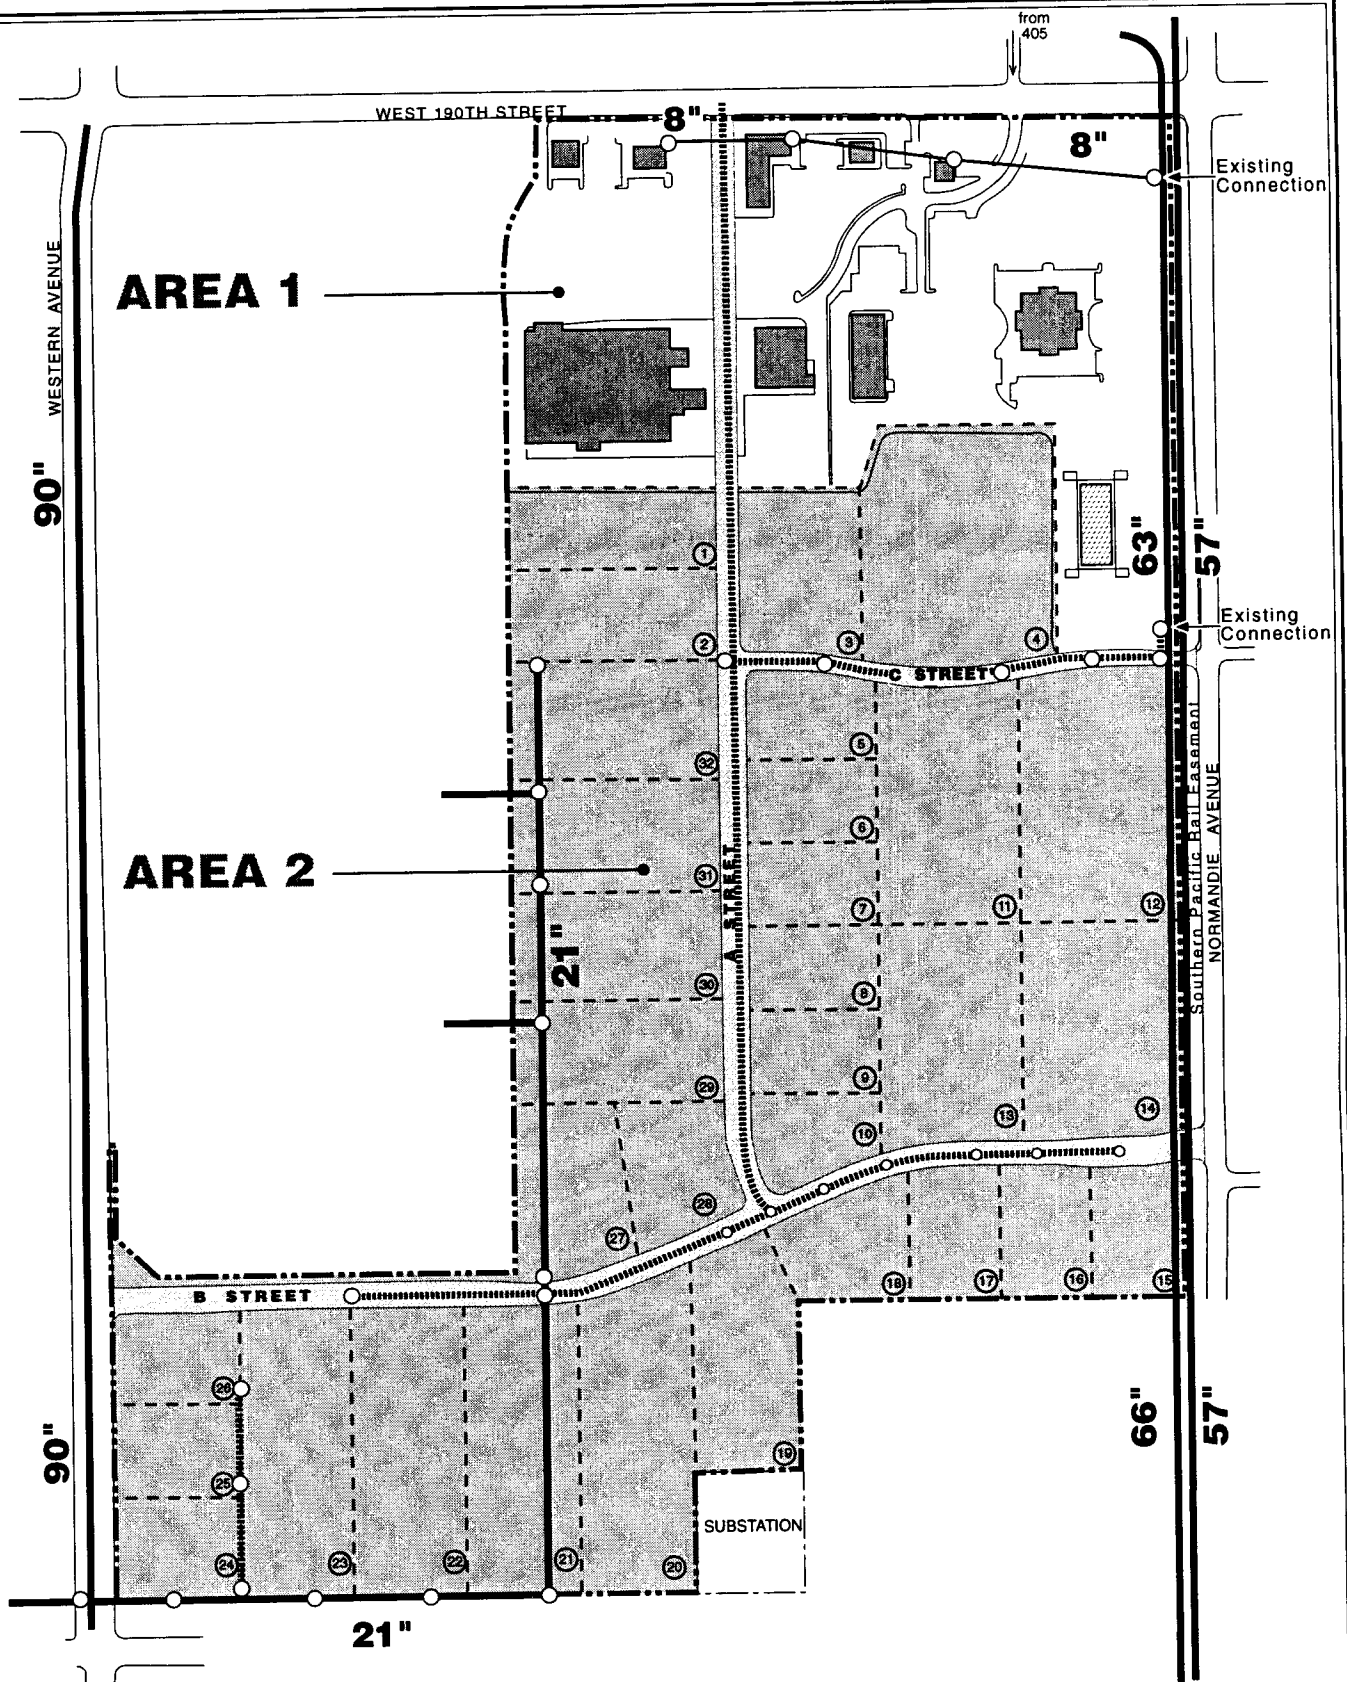 from
405
WEST 190TH STREET
8"
8"
Existing
Connection
WESTERN AVENUE
AREA 1
90"
63"
57"
1
2
3
4
Existing
Connection
C STREET
5
32
6
Southern Pacific Rail Easement
NORMANDIE AVENUE
AREA 2
31
A STREET
7
11
12
21"
30
8
29
9
10
13
14
28
27
18
17
16
15
B STREET
26
90"
66"
57"
25
19
SUBSTATION
24
23
22
21
20
21"